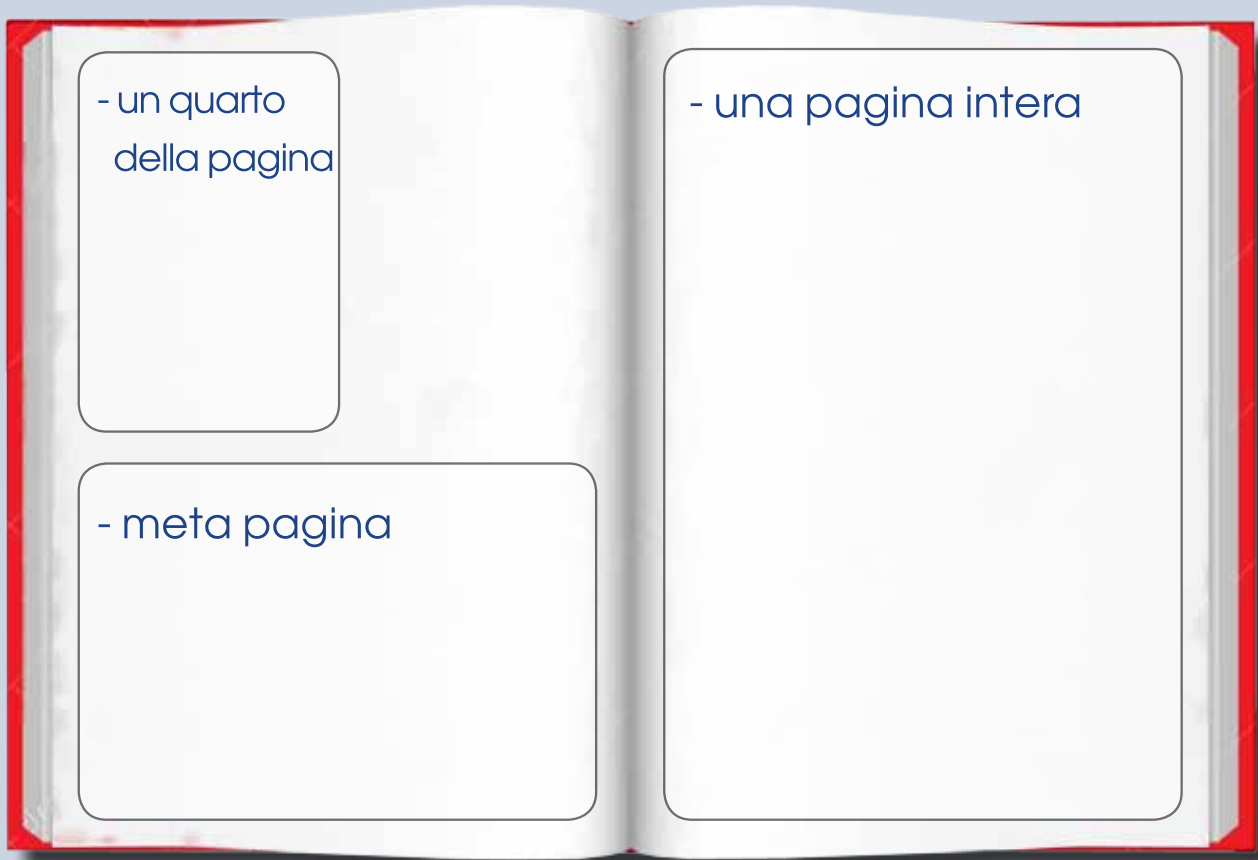 - un quarto
della pagina
- meta pagina
- una pagina intera